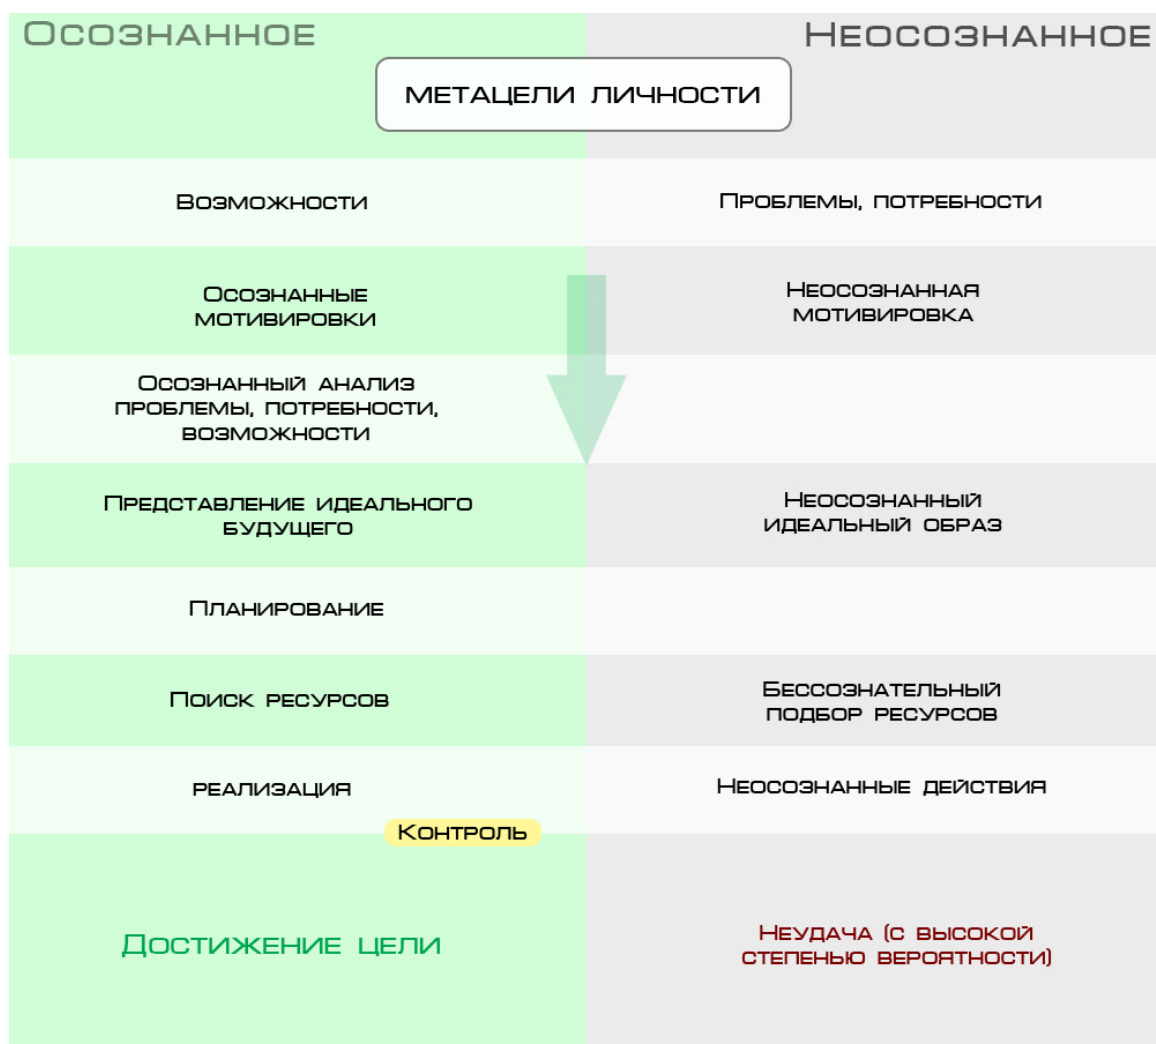 Осознанное
Неосознанное
метацели личности
Возможности
Проблемы, потребности
Осознанные
мотивировки
Неосознанная
мотивировка
Осознанный анализ
проблемы, потребности,
возможности
Представление идеального
будущего
Неосознанный
идеальный образ
Планирование
Поиск ресурсов
Бессознательный
подбор ресурсов
реализация
Неосознанные действия
Контроль
Достижение цели
Неудача (с высокой
степенью вероятности)